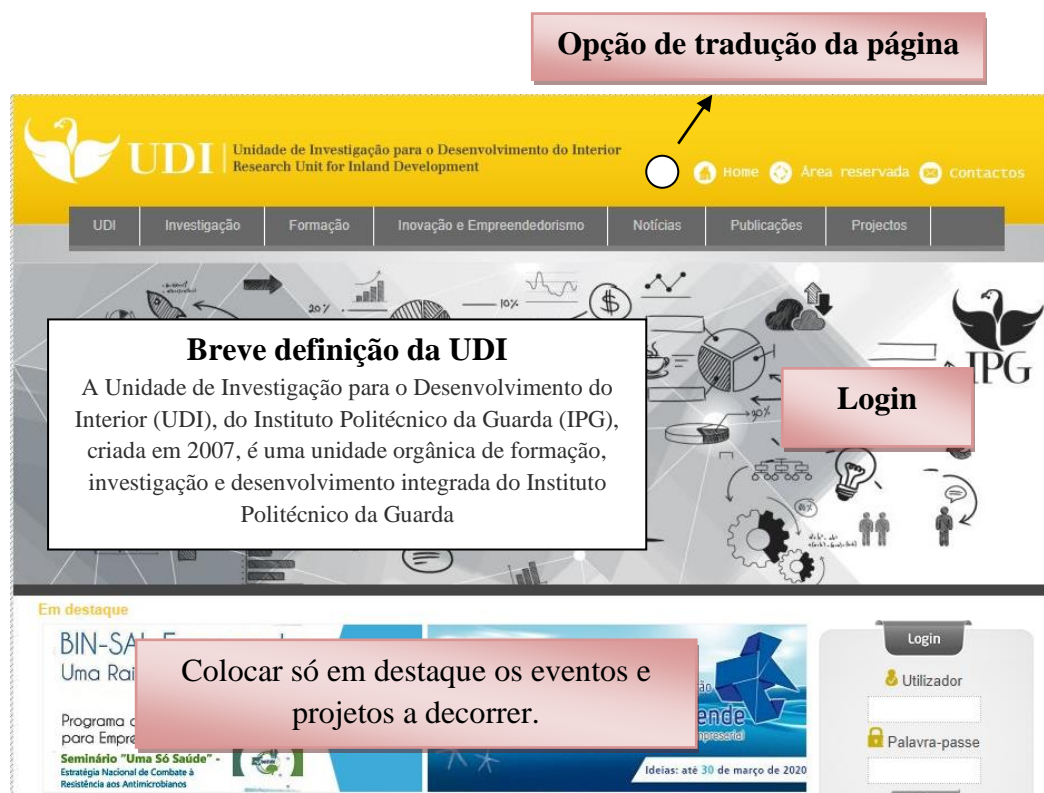 Opção de tradução da página
UDI
Unidade de Investigação para o Desenvolvimento do Interior
Research Unit for Inland Development
Home Área reservada Contactos
UDI Investigação Formação Inovação e Empreendedorismo Notícias Publicações Projectos
20% 10% $
IPG
Breve definição da UDI
A Unidade de Investigação para o Desenvolvimento do
Interior (UDI), do Instituto Politécnico da Guarda (IPG),
criada em 2007, é uma unidade orgânica de formação,
investigação e desenvolvimento integrada do Instituto
Politécnico da Guarda
Login
Em destaque
BIN-SAL
Uma Rai
Programa
para Empre
Seminário "Uma Só Saúde" -
Estratégia Nacional de Combate à
Resistência aos Antimicrobianos
Colocar só em destaque os eventos e
projetos a decorrer.
ão
ende
presarial
Ideias: até 30 de março de 2020
Login
Utilizador
Palavra-passe